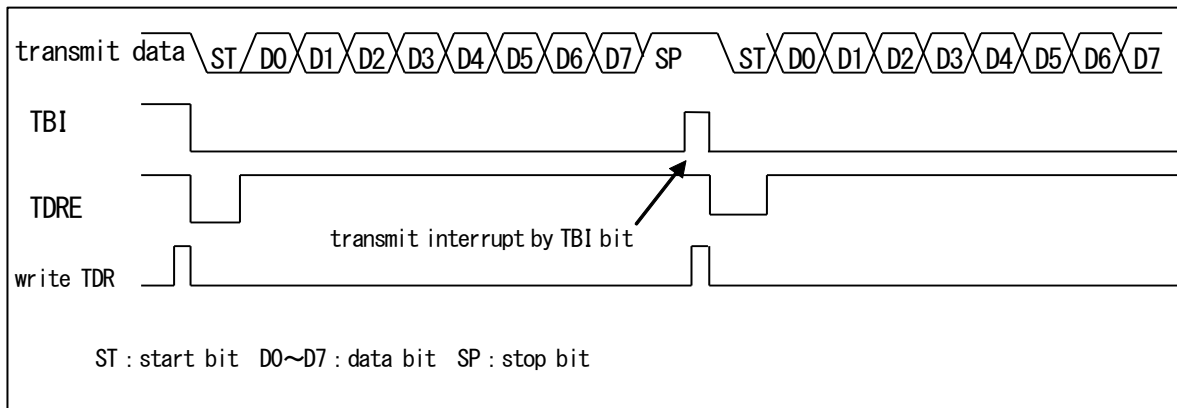 transmit data ST D0 D1 D2 D3 D4 D5 D6 D7 SP ST D0 D1 D2 D3 D4 D5 D6 D7
TBI
TDRE
transmit interrupt by TBI bit
write TDR
ST：start bit D0～D7：data bit SP：stop bit